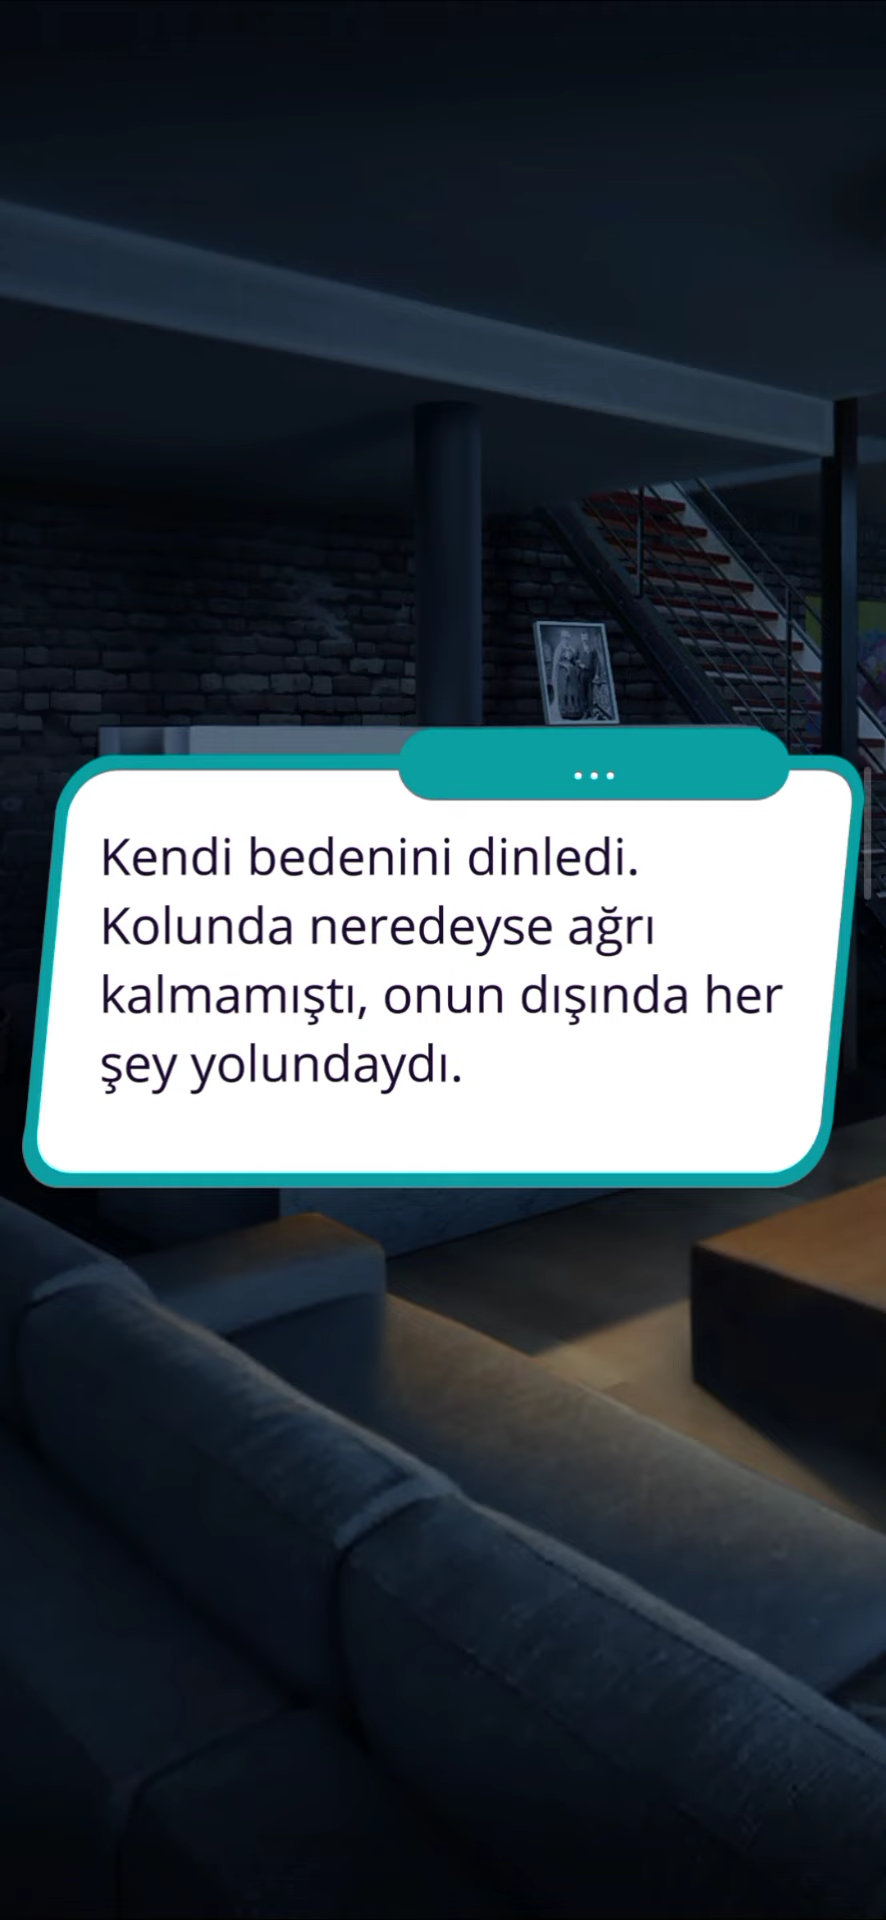 ...
Kendi bedenini dinledi.
Kolunda neredeyse ağrı
kalmamıştı, onun dışında her
şey yolundaydı.